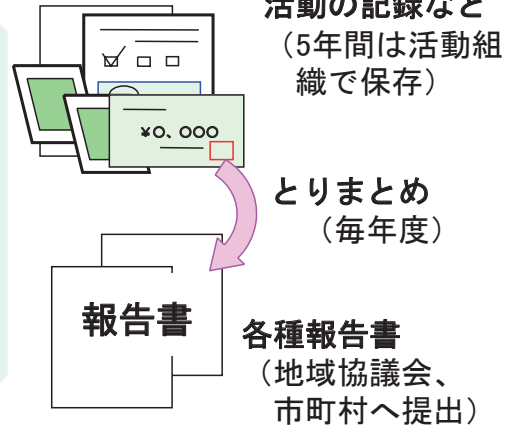 活動の記録など
（5年間は活動組
織で保存）
¥○、○○○
とりまとめ
（毎年度）
報告書
各種報告書
（地域協議会、
市町村へ提出）